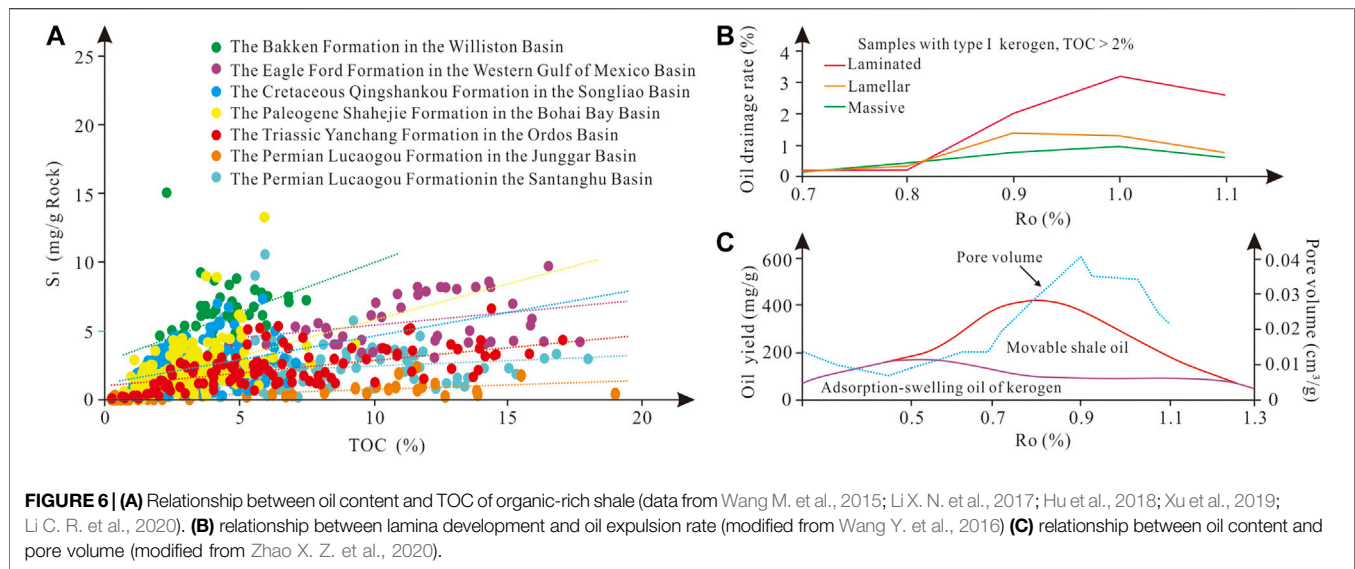 A
25
20
15
10
5
0
S₁ (mg/g Rock)
The Bakken Formation in the Williston Basin
The Eagle Ford Formation in the Western Gulf of Mexico Basin
The Cretaceous Qingshankou Formation in the Songliao Basin
The Paleogene Shahejie Formation in the Bohai Bay Basin
The Triassic Yanchang Formation in the Ordos Basin
The Permian Lucaogou Formation in the Junggar Basin
The Permian Lucaogou Formationin the Santanghu Basin
5 10 15 20
TOC (%)
B
Oil drainage rate (%)
4
3
2
1
0
Samples with type I kerogen, TOC > 2%
Laminated
Lamellar
Massive
0.7 0.8 0.9 1.0 1.1
Ro (%)
C
Oil yield (mg/g)
600
400
200
0
Pore volume
Movable shale oil
Adsorption-swelling oil of kerogen
0.04
0.03
0.02
0.01
0
Pore volume (cm³/g)
0.5 0.7 0.9 1.1 1.3
Ro (%)
FIGURE 6 | (A) Relationship between oil content and TOC of organic-rich shale (data from Wang M. et al., 2015; Li X. N. et al., 2017; Hu et al., 2018; Xu et al., 2019;
Li C. R. et al., 2020). (B) relationship between lamina development and oil expulsion rate (modified from Wang Y. et al., 2016) (C) relationship between oil content and
pore volume (modified from Zhao X. Z. et al., 2020).